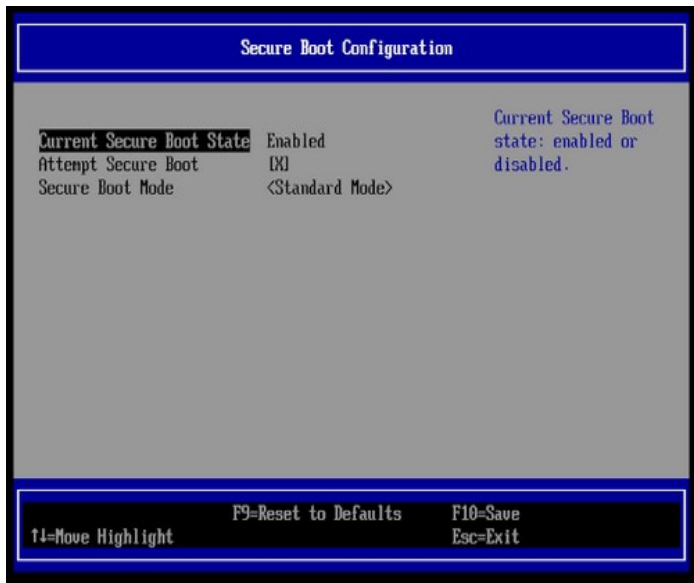 Secure Boot Configuration
Current Secure Boot State Enabled
Attempt Secure Boot [X]
Secure Boot Mode <Standard Mode>
Current Secure Boot
state: enabled or
disabled.
F9=Reset to Defaults F10=Save
↑↓=Move Highlight Esc=Exit